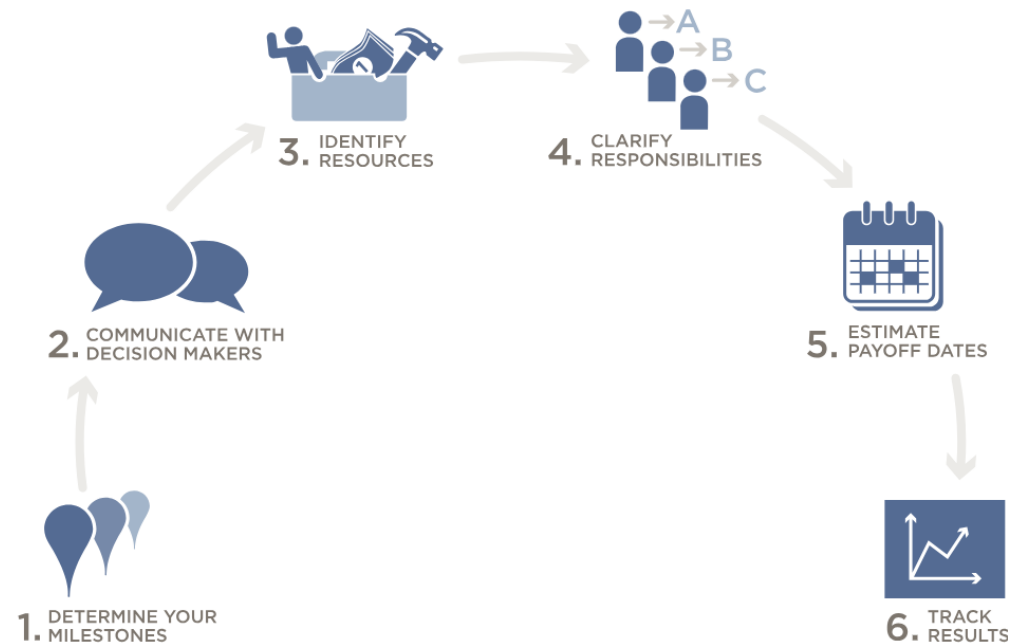 1. DETERMINE YOUR
MILESTONES
2. COMMUNICATE WITH
DECISION MAKERS
1
3. IDENTIFY
RESOURCES
A
B
C
4. CLARIFY
RESPONSIBILITIES
5. ESTIMATE
PAYOFF DATES
6. TRACK
RESULTS